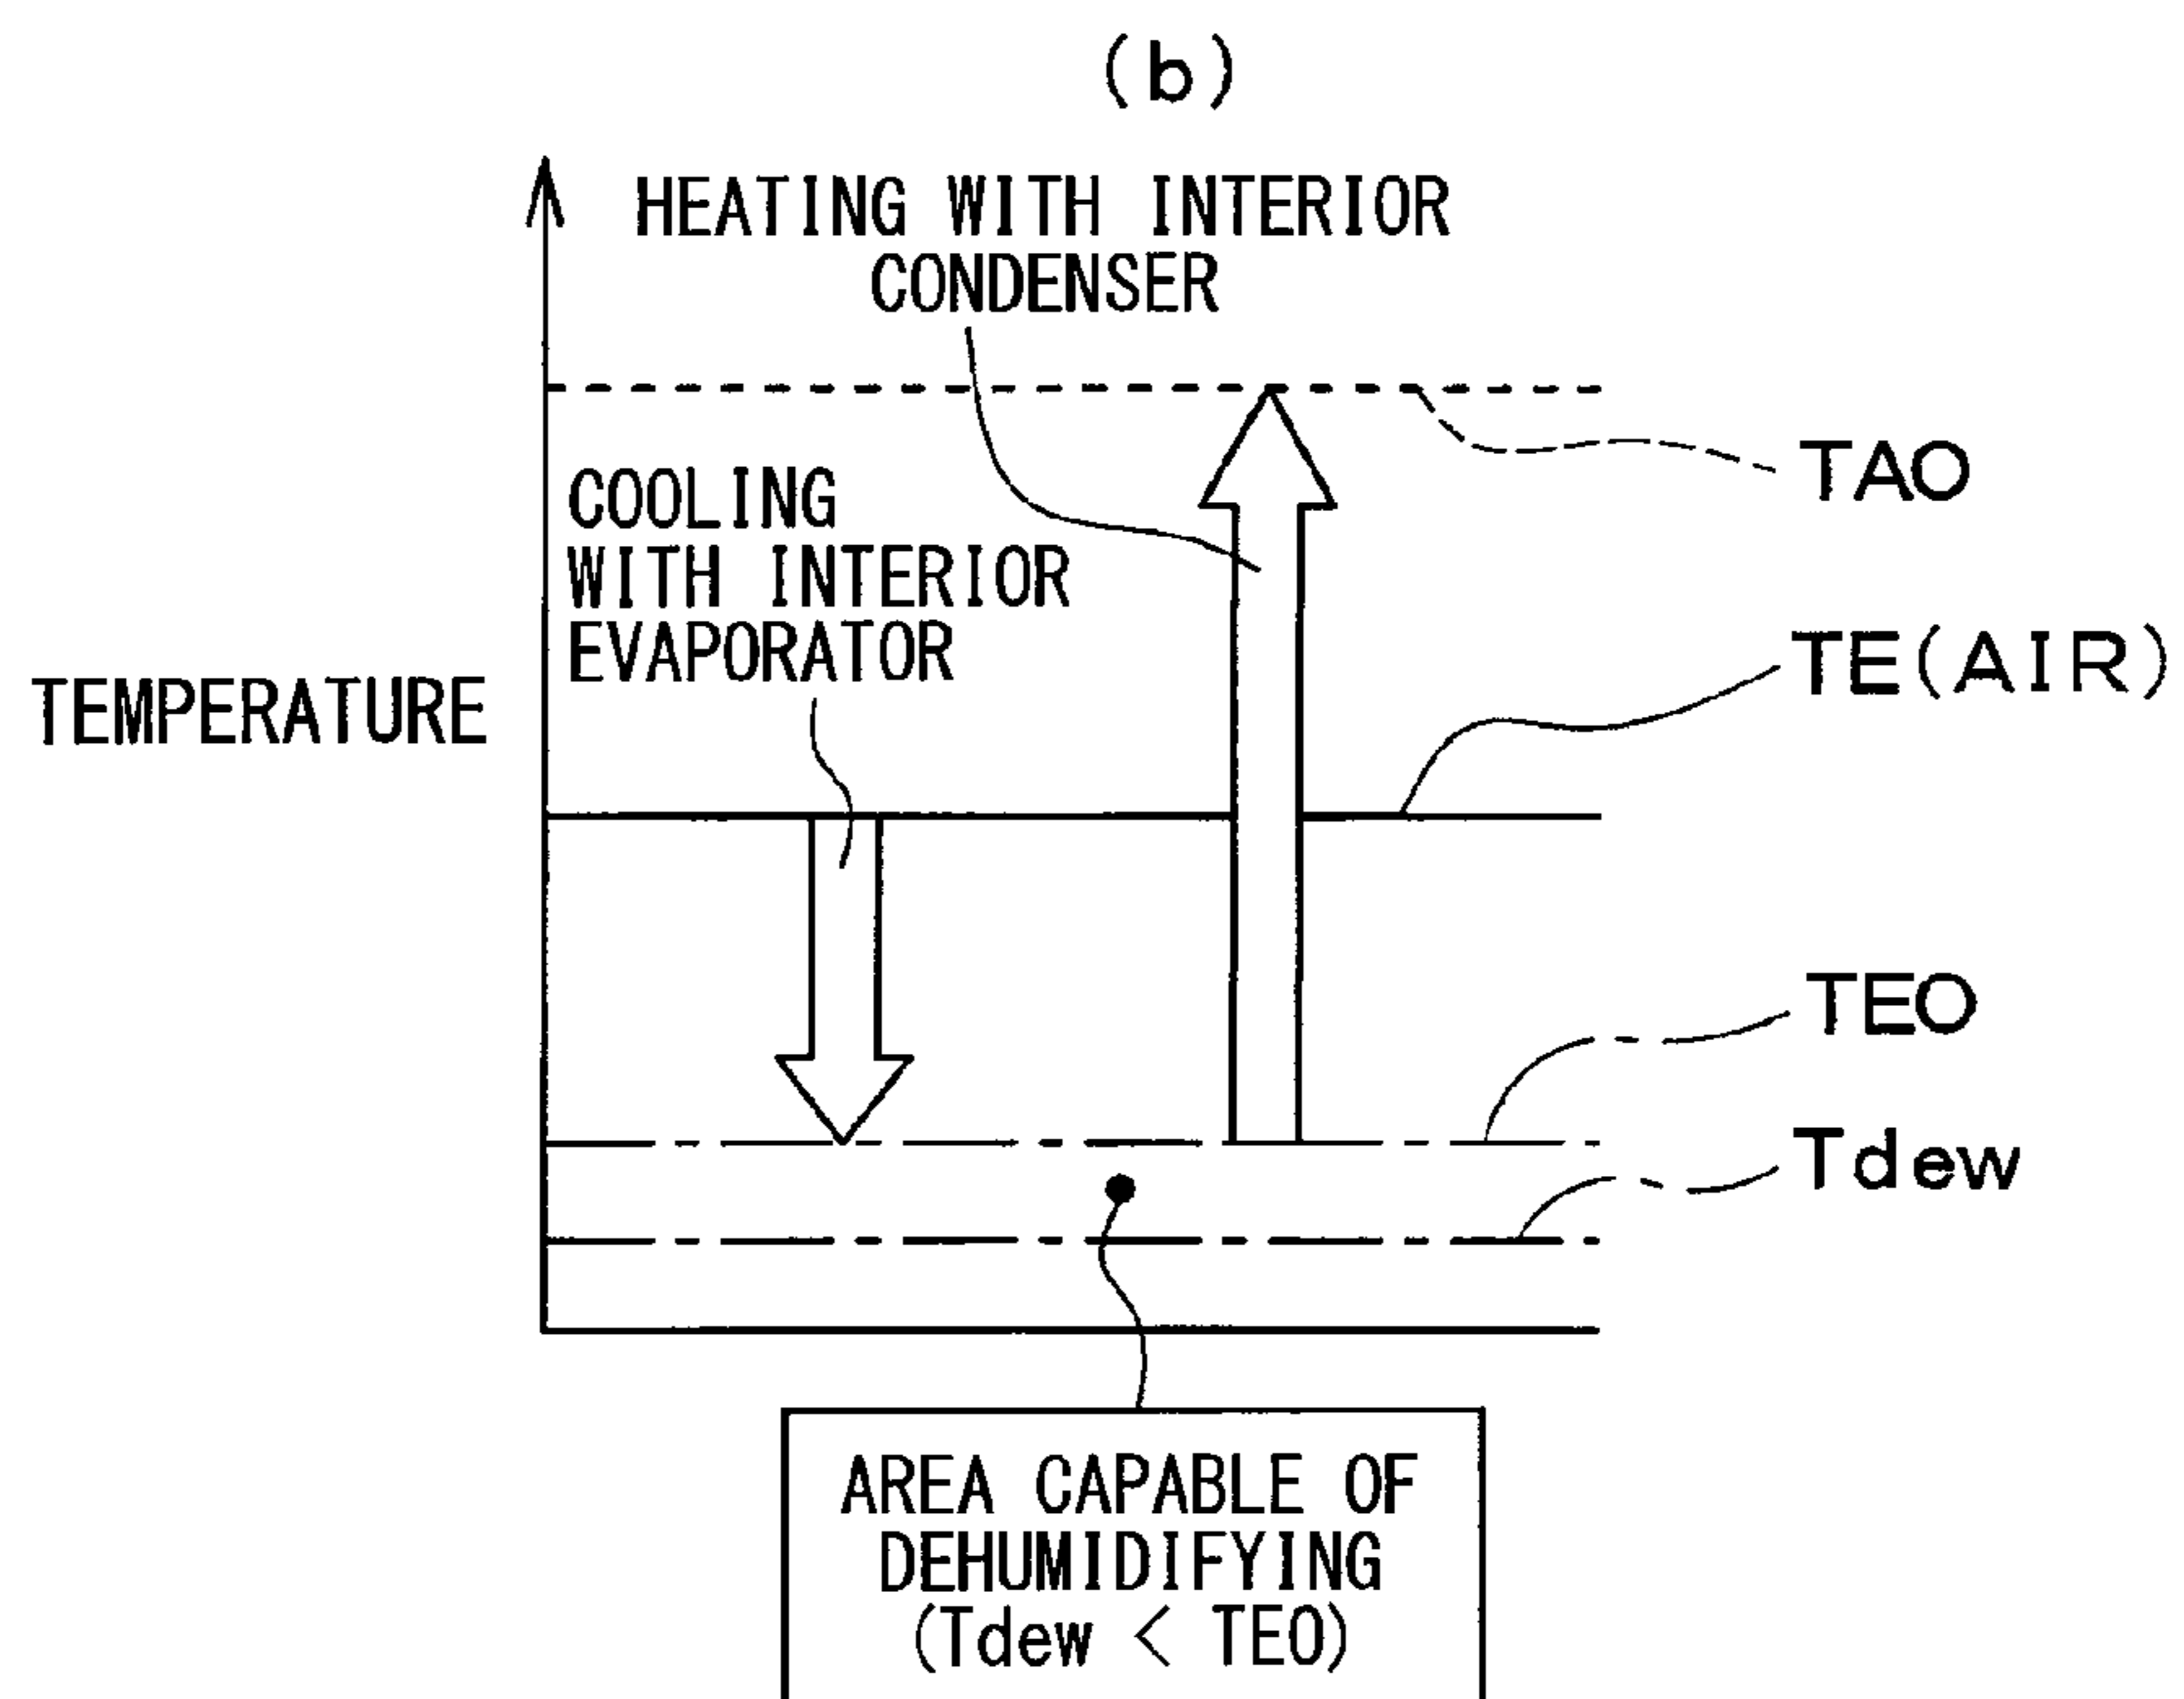 (b)
HEATING WITH INTERIOR
CONDENSER
TAO
COOLING
WITH INTERIOR
EVAPORATOR
TE(AIR)
TEMPERATURE
TEO
Tdew
AREA CAPABLE OF
DEHUMIDIFYING
(Tdew < TEO)